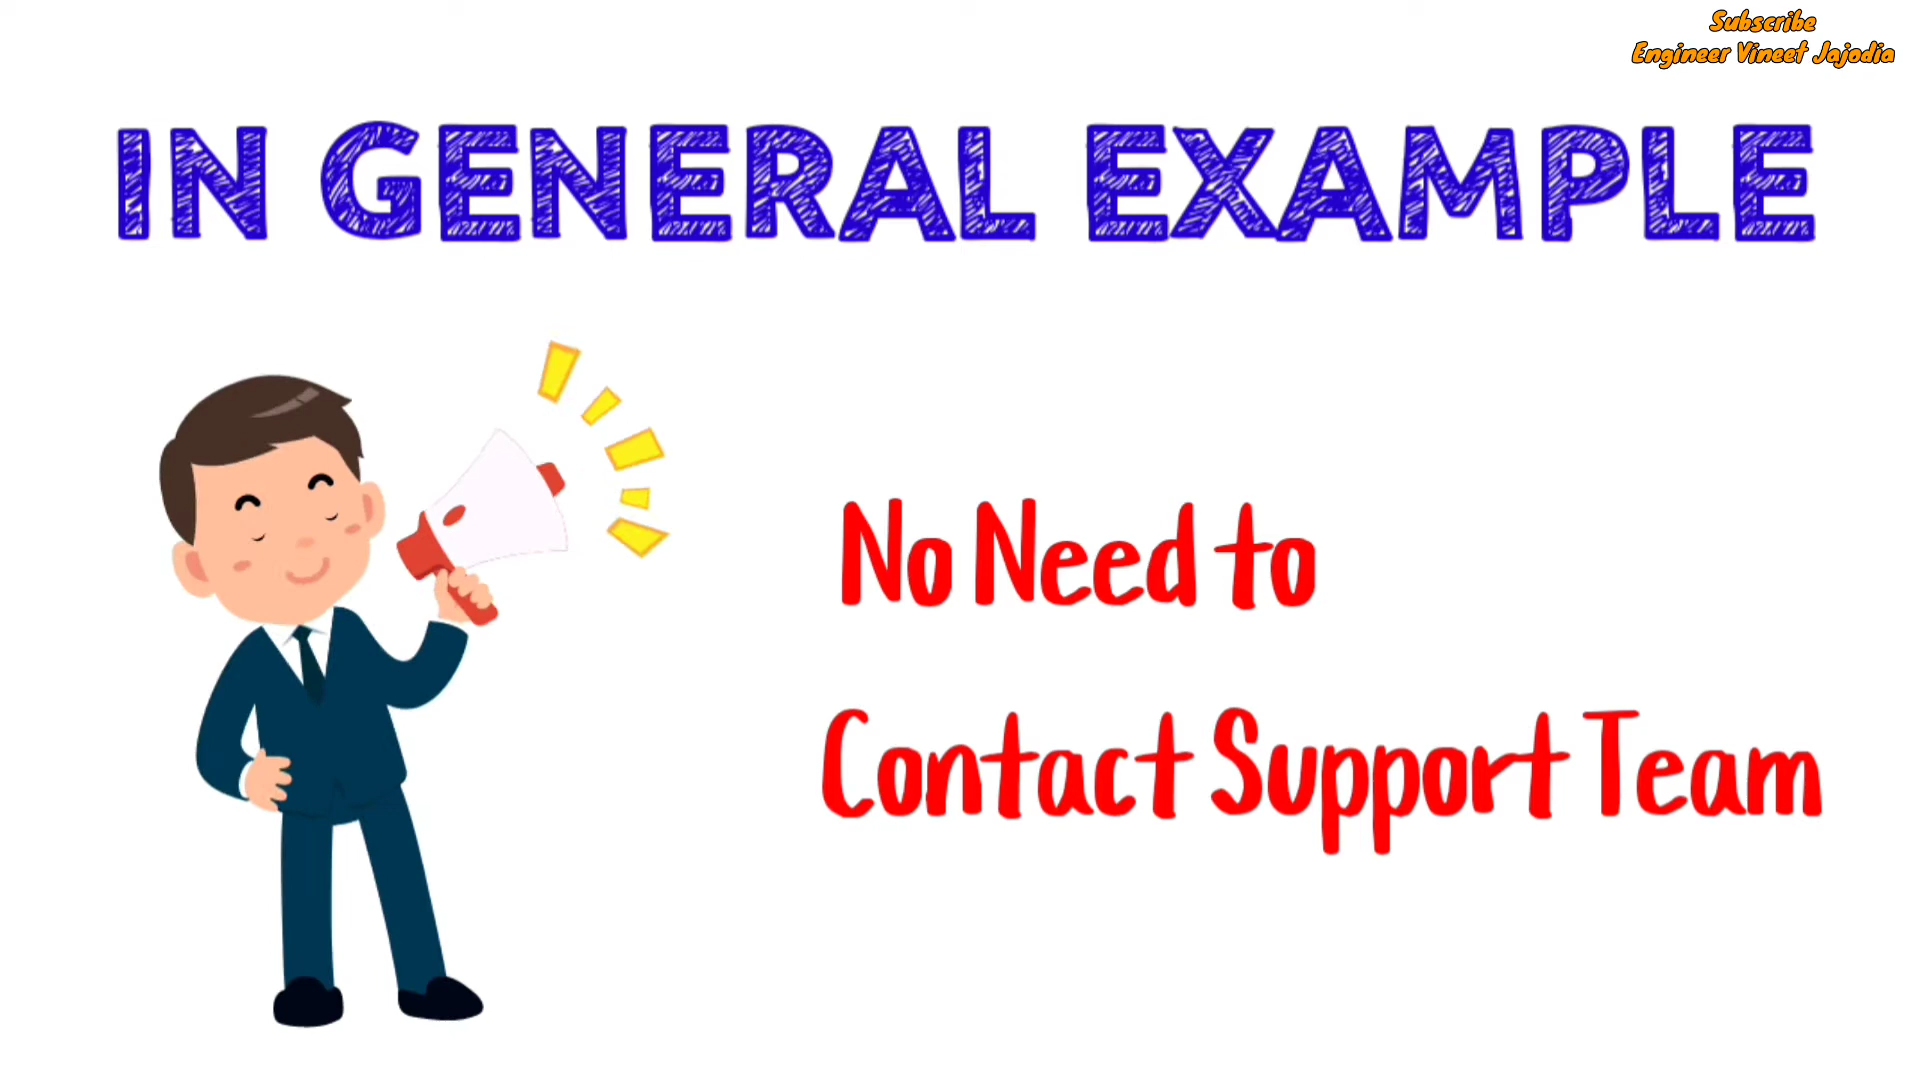 Subscribe
Engineer Vineet Jajodia
IN GENERAL EXAMPLE
No Need to
Contact Support Team